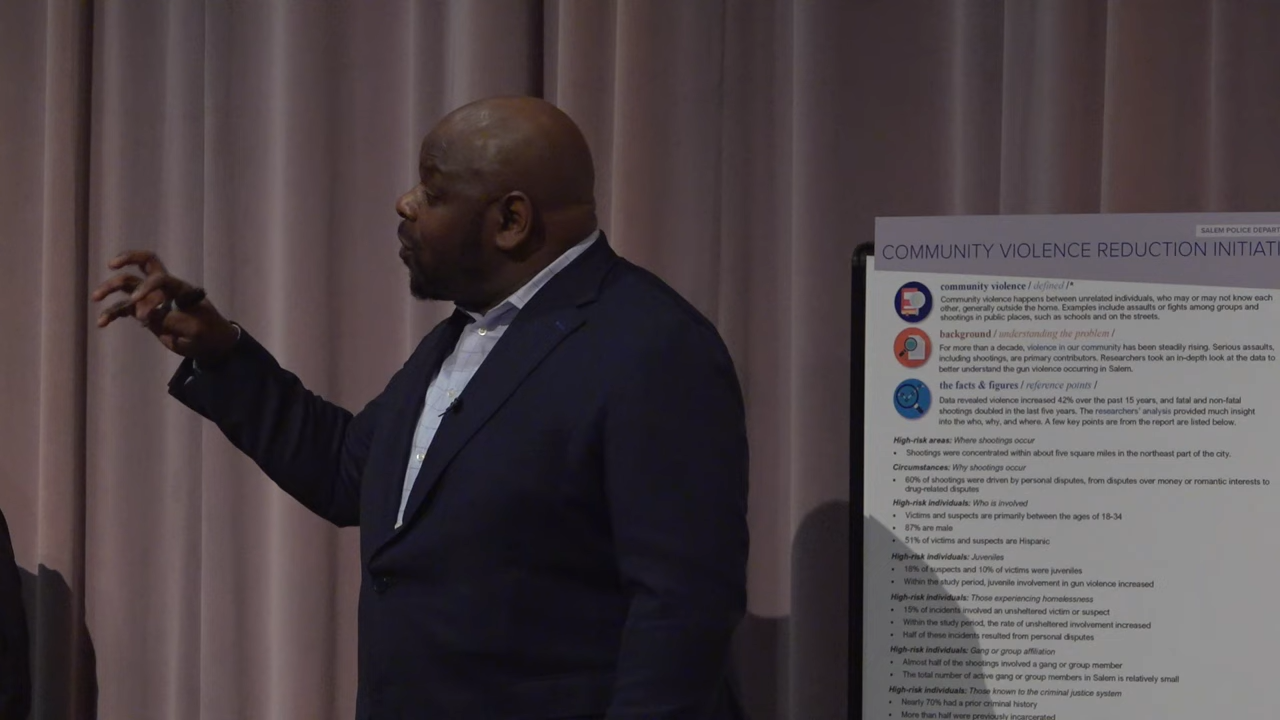 SALEM POLICE DEPART
COMMUNITY VIOLENCE REDUCTION INITIATI
community violence / defined /*
Community violence happens between unrelated individuals, who may or may not know each
other, generally outside the home. Examples include assaults or fights among groups and
shootings in public places, such as schools and on the streets.
background / understanding the problem /
For more than a decade, violence in our community has been steadily rising. Serious assaults,
including shootings, are primary contributors. Researchers took an in-depth look at the data to
better understand the gun violence occurring in Salem.
the facts & figures / reference points /
Data revealed violence increased 42% over the past 15 years, and fatal and non-fatal
shootings doubled in the last five years. The researchers' analysis provided much insight
into the who, why, and where. A few key points are from the report are listed below.
High-risk areas: Where shootings occur
• Shootings were concentrated within about five square miles in the northeast part of the city.
Circumstances: Why shootings occur
• 60% of shootings were driven by personal disputes, from disputes over money or romantic interests to
drug-related disputes
High-risk individuals: Who is involved
• Victims and suspects are primarily between the ages of 18-34
• 87% are male
• 51% of victims and suspects are Hispanic
High-risk individuals: Juveniles
• 18% of suspects and 10% of victims were juveniles
• Within the study period, juvenile involvement in gun violence increased
High-risk individuals: Those experiencing homelessness
• 15% of incidents involved an unsheltered victim or suspect
• Within the study period, the rate of unsheltered involvement increased
• Half of these incidents resulted from personal disputes
High-risk individuals: Gang or group affiliation
• Almost half of the shootings involved a gang or group member
• The total number of active gang or group members in Salem is relatively small
High-risk individuals: Those known to the criminal justice system
• Nearly 70% had a prior criminal history
• More than half were previously incarcerated